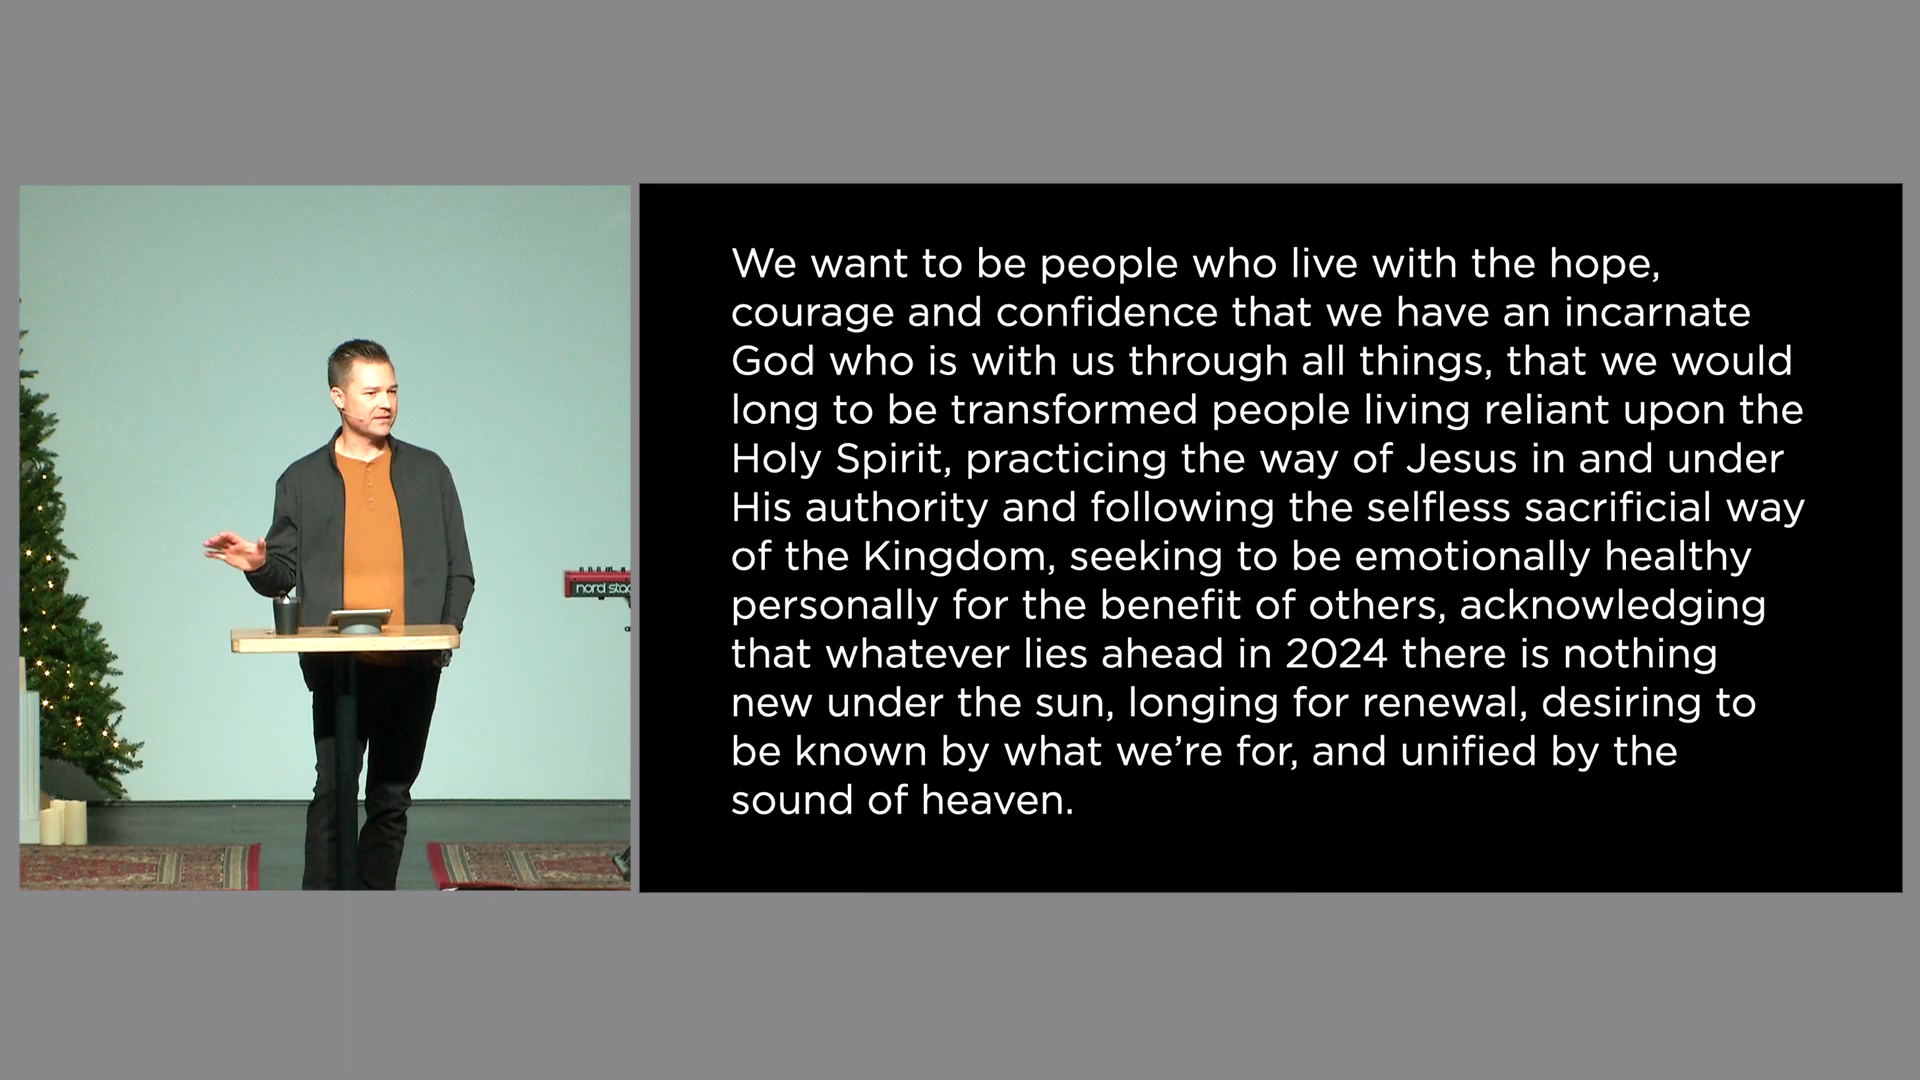 We want to be people who live with the hope,
courage and confidence that we have an incarnate
God who is with us through all things, that we would
long to be transformed people living reliant upon the
Holy Spirit, practicing the way of Jesus in and under
His authority and following the selfless sacrificial way
of the Kingdom, seeking to be emotionally healthy
personally for the benefit of others, acknowledging
that whatever lies ahead in 2024 there is nothing
new under the sun, longing for renewal, desiring to
be known by what we’re for, and unified by the
sound of heaven.
nord stag